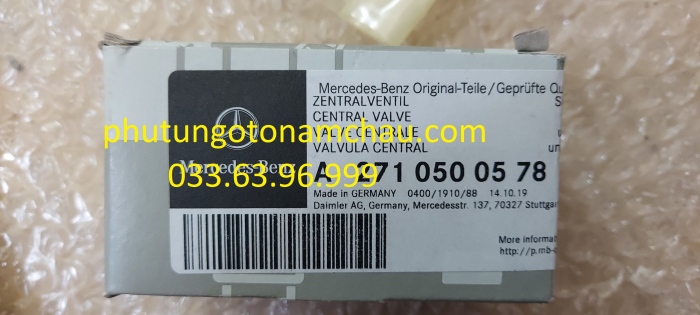 Mercedes-Benz Original-Teile/Geprüfte
ZENTRALVENTIL
CENTRAL VALVE
VALVULA CENTRAL
phutungotonamchau.com
Mercedes-Benz
A 271 050 05 78
033.63.96.999
Made in GERMANY 0400/1910/88 14.10.19
Daimler AG, Germany, Mercedesstr. 137, 70327 Stuttgart
More informat
http://p.mb-